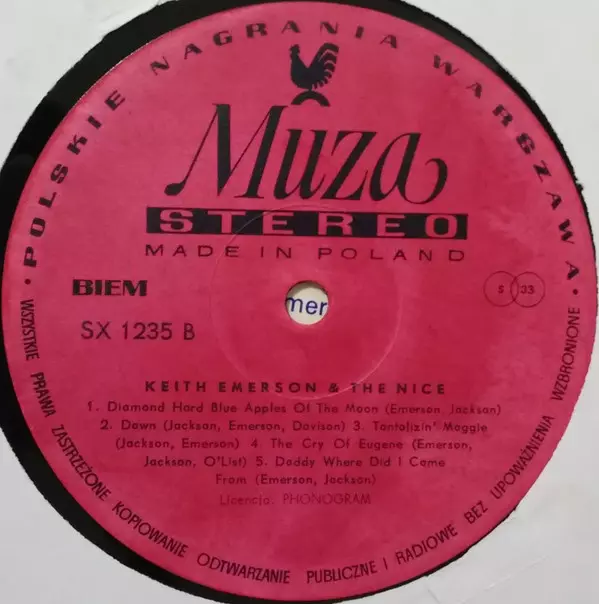 POLSKIE NAGRANIA WARSZAWA
Muza
STEREO
MADE IN POLAND
BIEM
SX 1235 B
mer
S 33
KEITH EMERSON & THE NICE
1. Diamond Hard Blue Apples Of The Moon (Emerson, Jackson)
2. Dawn (Jackson, Emerson, Davison) 3. Tantolizin' Maggie
(Jackson, Emerson) 4. The Cry Of Eugene (Emerson,
Jackson, O'List) 5. Daddy Where Did I Came
From (Emerson, Jackson)
Licencja: PHONOGRAM
WSZYSTKIE PRAWA ZASTRZEŻONE KOPIOWANIE ODTWARZANIE PUBLICZNE I RADIOWE BEZ UPOWAŻNIENIA WZBRONIONE